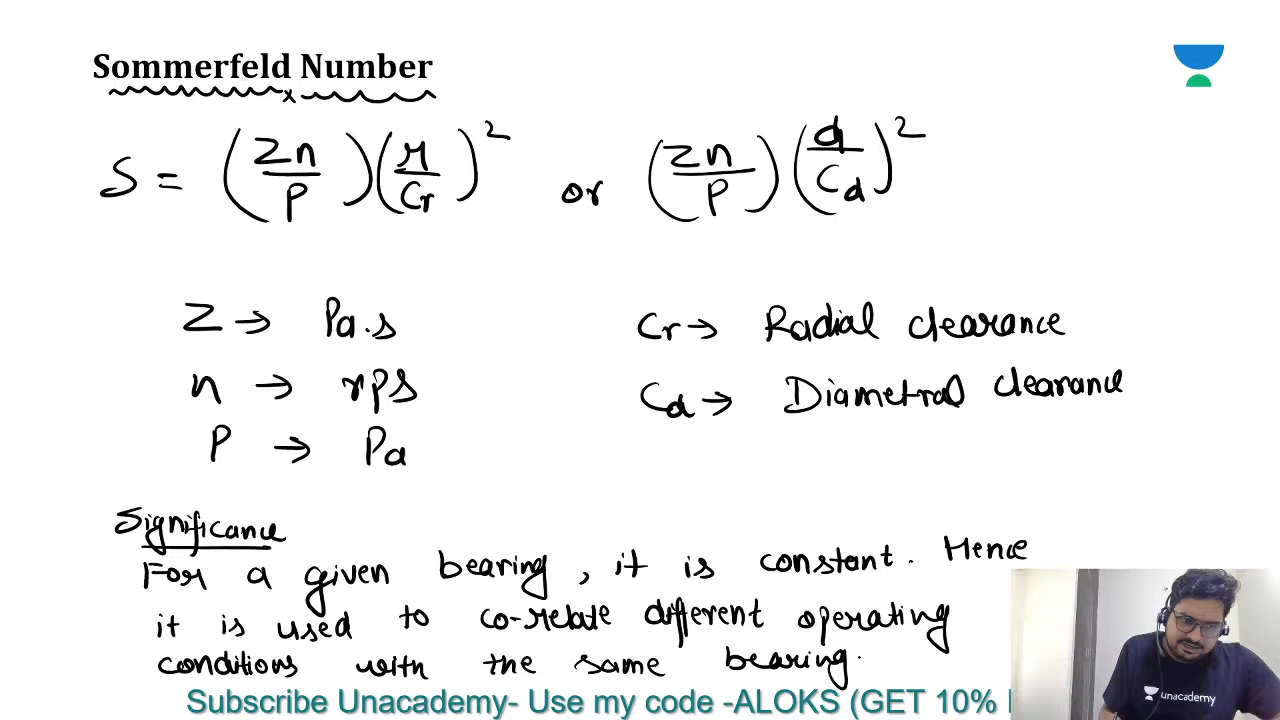 Sommerfeld Number
S = (Zn/P)(r/Cr)² or (Zn/P)(d/Cd)²
Z → Pa.s
n → rps
P → Pa
Cr → Radial clearance
Cd → Diametral clearance
Significance
For a given bearing, it is constant. Hence
it is used to co-relate different operating
conditions with the same bearing.
unacademy
Subscribe Unacademy- Use my code -ALOKS (GET 10%